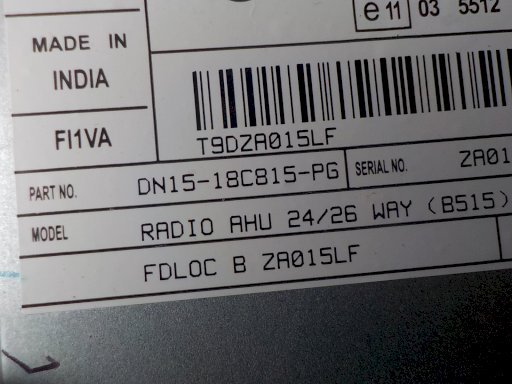 e 11 03 5512
MADE IN
INDIA
FI1VA
T9DZA015LF
PART NO. DN15-18C815-PG SERIAL NO. ZA01
MODEL RADIO AHU 24/26 WAY (B515)
FDLOC B ZA015LF